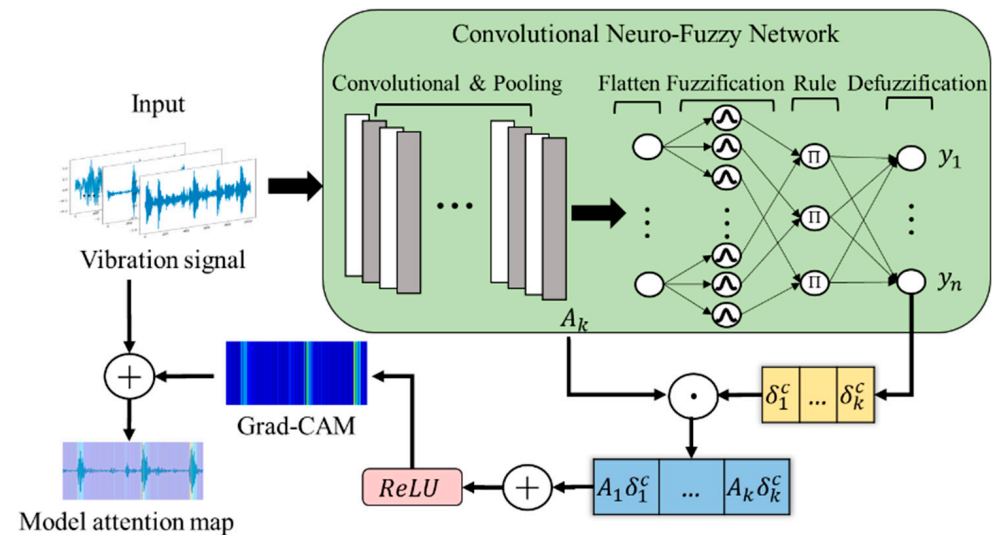 Convolutional Neuro-Fuzzy Network
Convolutional & Pooling
Flatten Fuzzification Rule Defuzzification
Input
Vibration signal
...
Π
Π
Π
y₁
yₙ
Aₖ
δ₁ᶜ ... δₖᶜ
A₁δ₁ᶜ ... Aₖδₖᶜ
+
ReLU
Grad-CAM
+
Model attention map